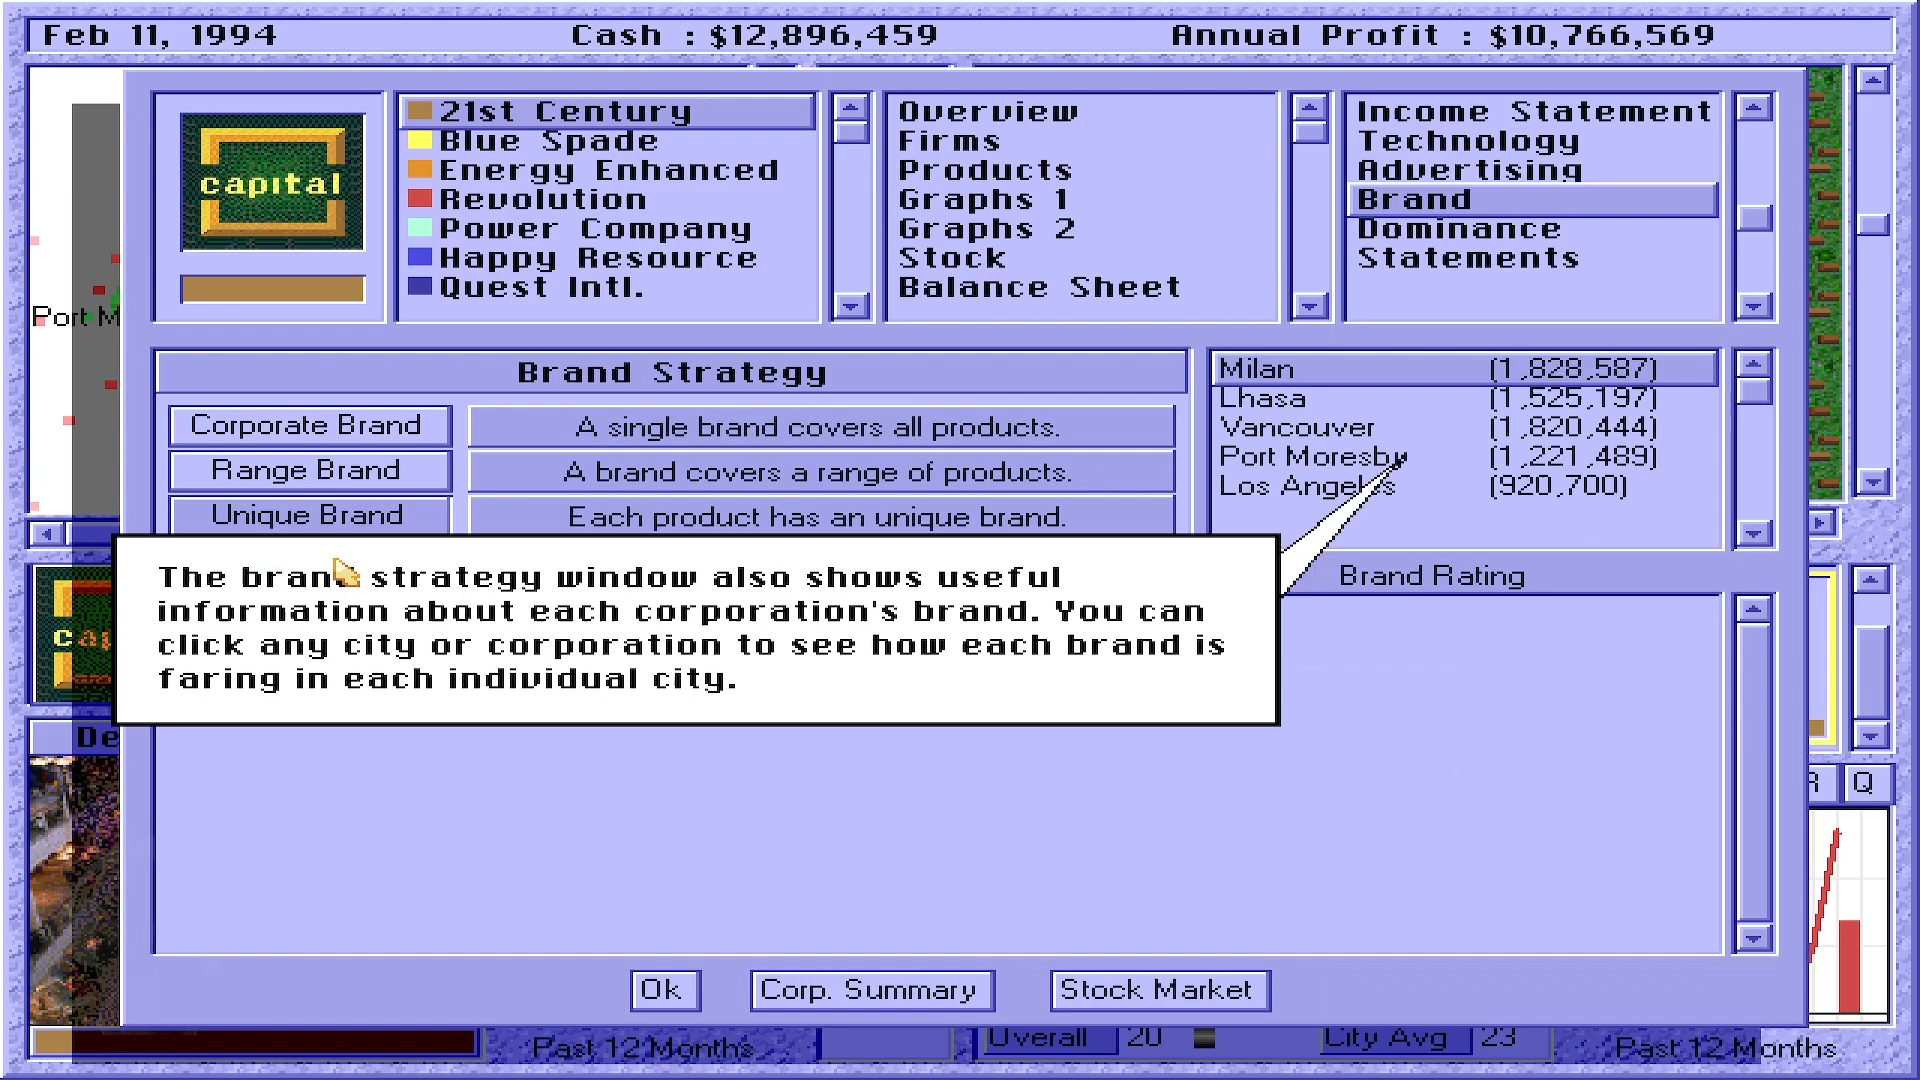 Feb 11, 1994 Cash : $12,896,459 Annual Profit : $10,766,569
capital
21st Century
Blue Spade
Energy Enhanced
Revolution
Power Company
Happy Resource
Quest Intl.
Overview
Firms
Products
Graphs 1
Graphs 2
Stock
Balance Sheet
Income Statement
Technology
Advertising
Brand
Dominance
Statements
Port M
Brand Strategy
Corporate Brand A single brand covers all products.
Range Brand A brand covers a range of products.
Unique Brand Each product has an unique brand.
Milan (1,828,587)
Lhasa (1,525,197)
Vancouver (1,820,444)
Port Moresby (1,221,489)
Los Angeles (920,700)
The brand strategy window also shows useful
information about each corporation's brand. You can
click any city or corporation to see how each brand is
faring in each individual city.
Brand Rating
De
R Q
Ok Corp. Summary Stock Market
Past 12 Months Overall 20 City Avg 23 Past 12 Months